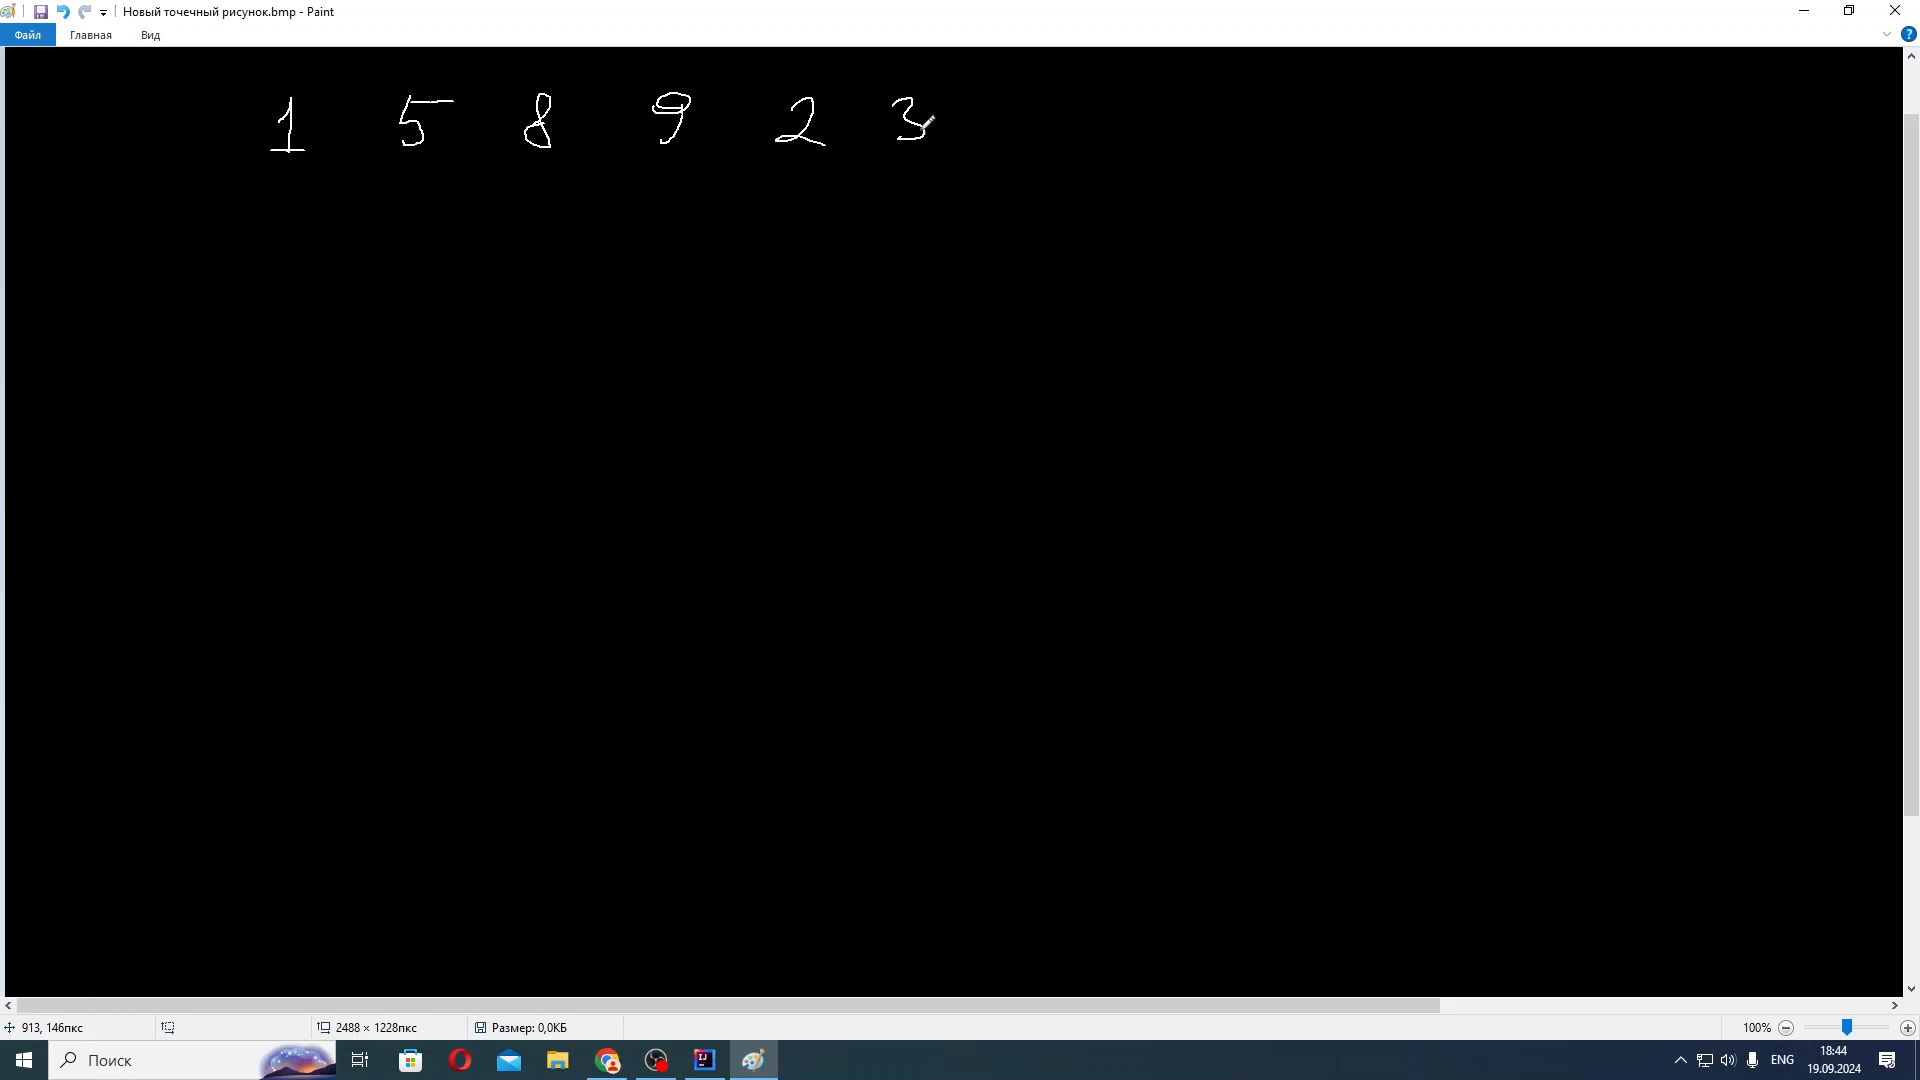 Новый точечный рисунок.bmp - Paint
Файл Главная Вид
1 5 8 9 2 3
913, 146пкс 2488 × 1228пкс Размер: 0,0КБ 100%
Поиск ENG 18:44
19.09.2024